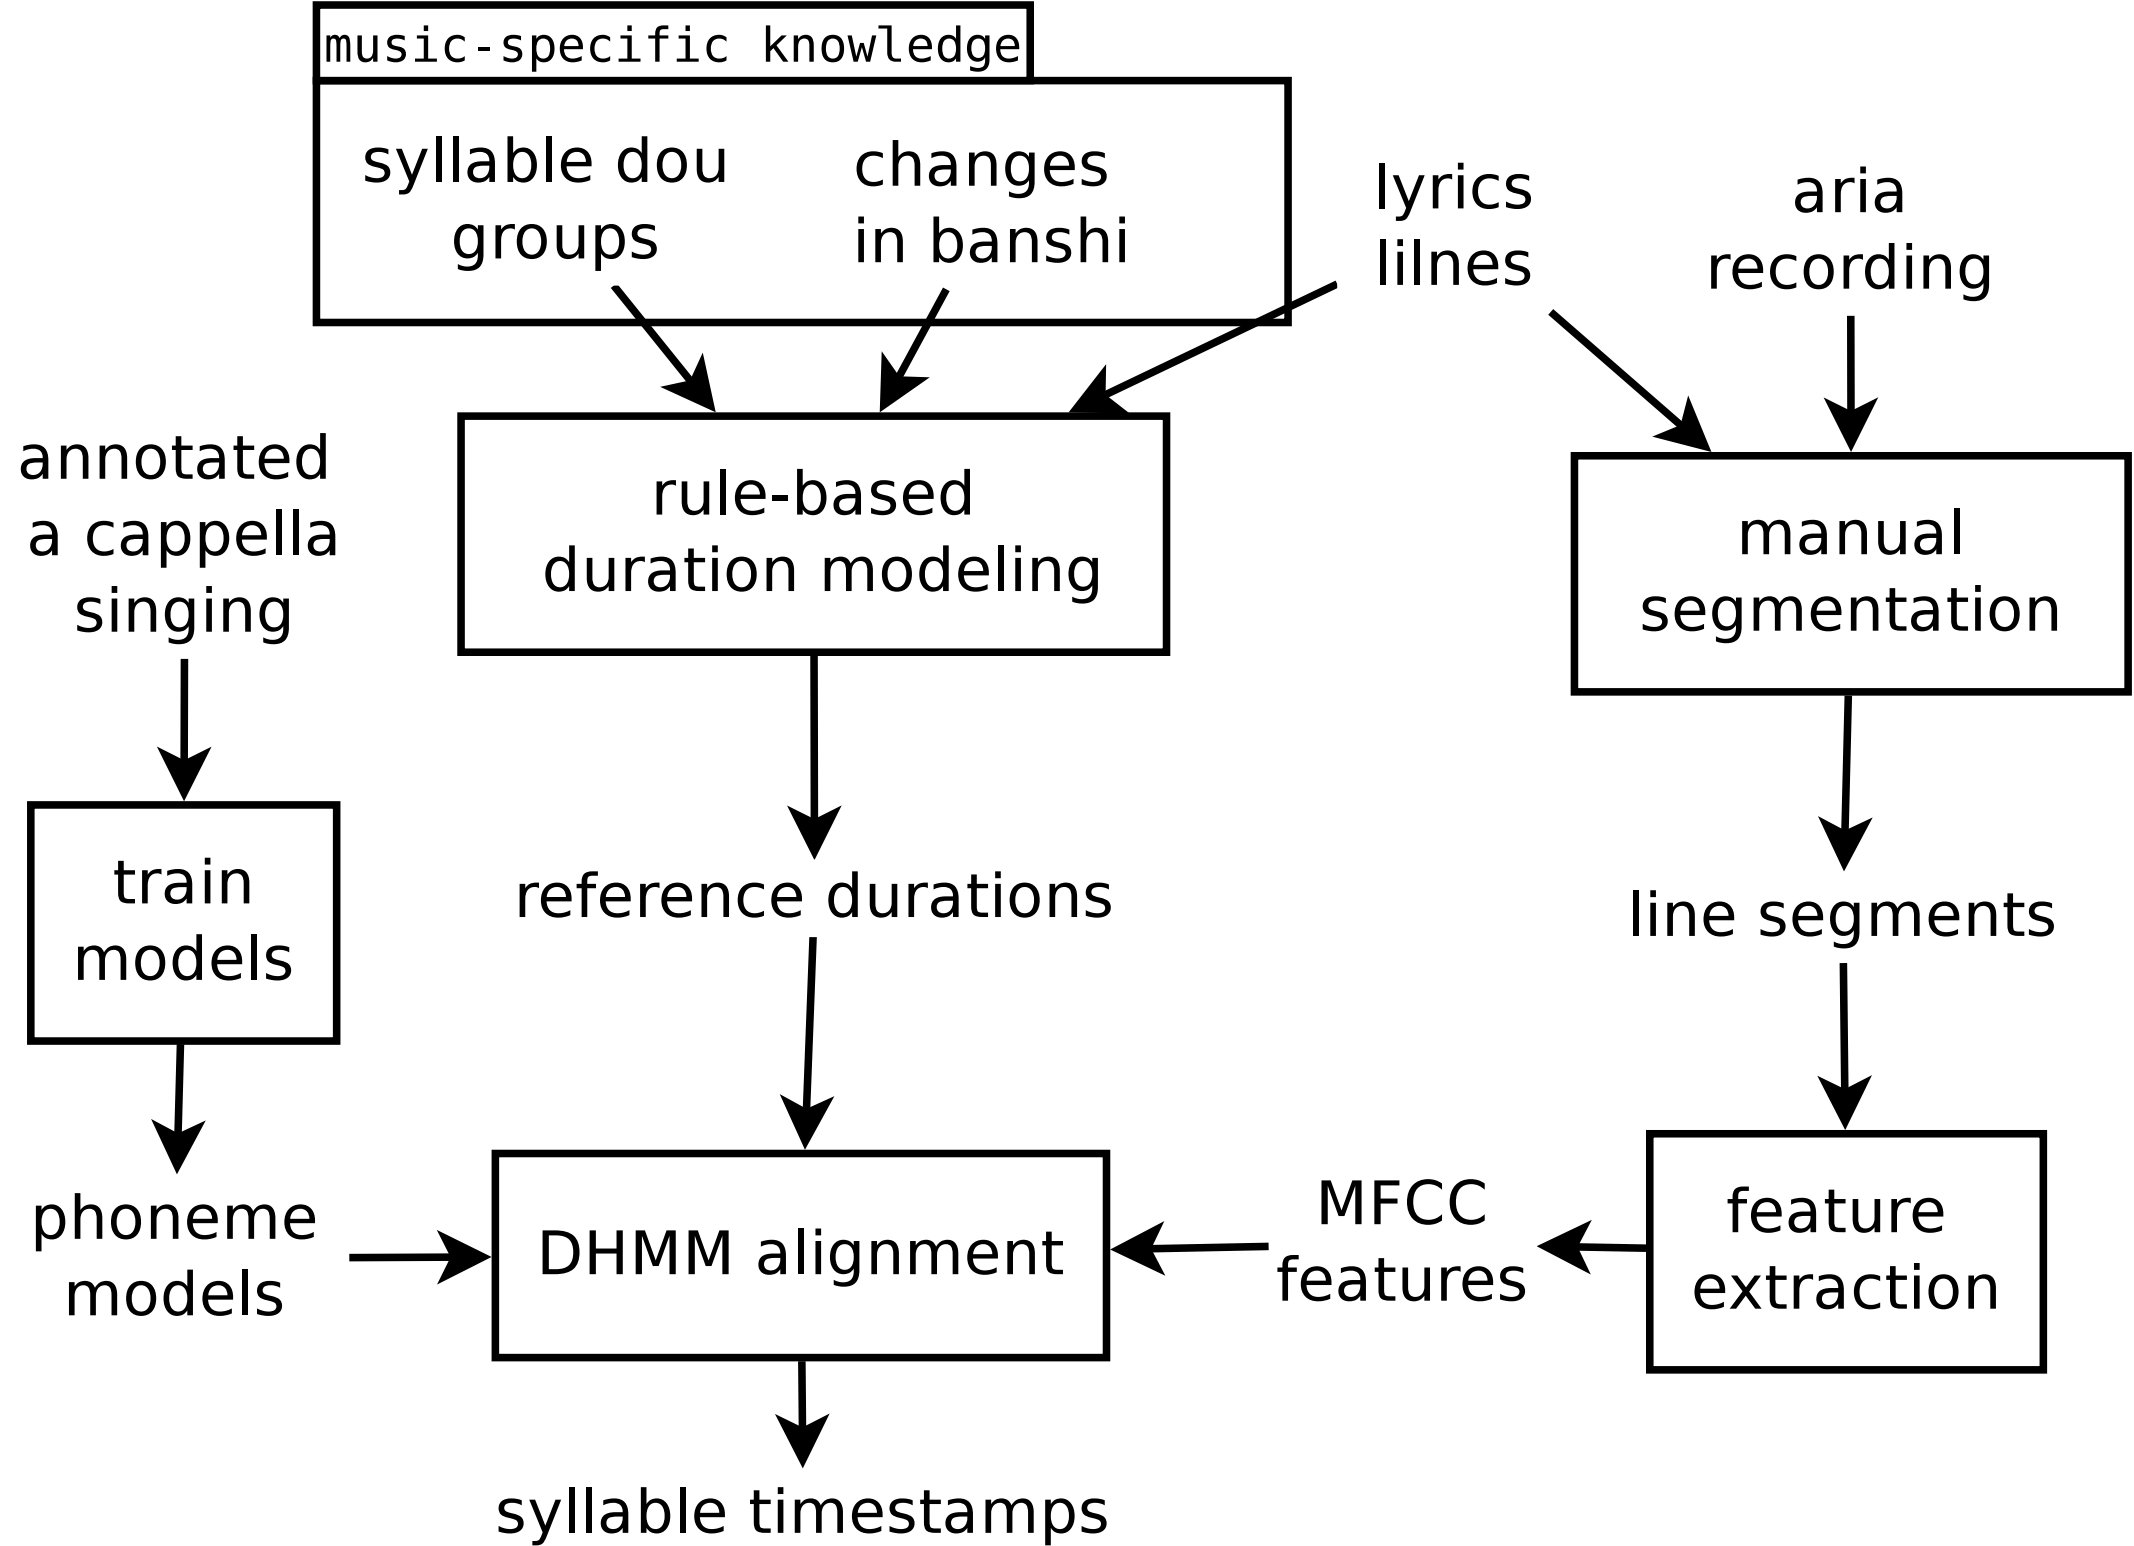 music-specific knowledge
syllable dou
groups
changes
in banshi
lyrics
lilnes
aria
recording
annotated
a cappella
singing
rule-based
duration modeling
manual
segmentation
train
models
reference durations
line segments
phoneme
models
DHMM alignment
MFCC
features
feature
extraction
syllable timestamps